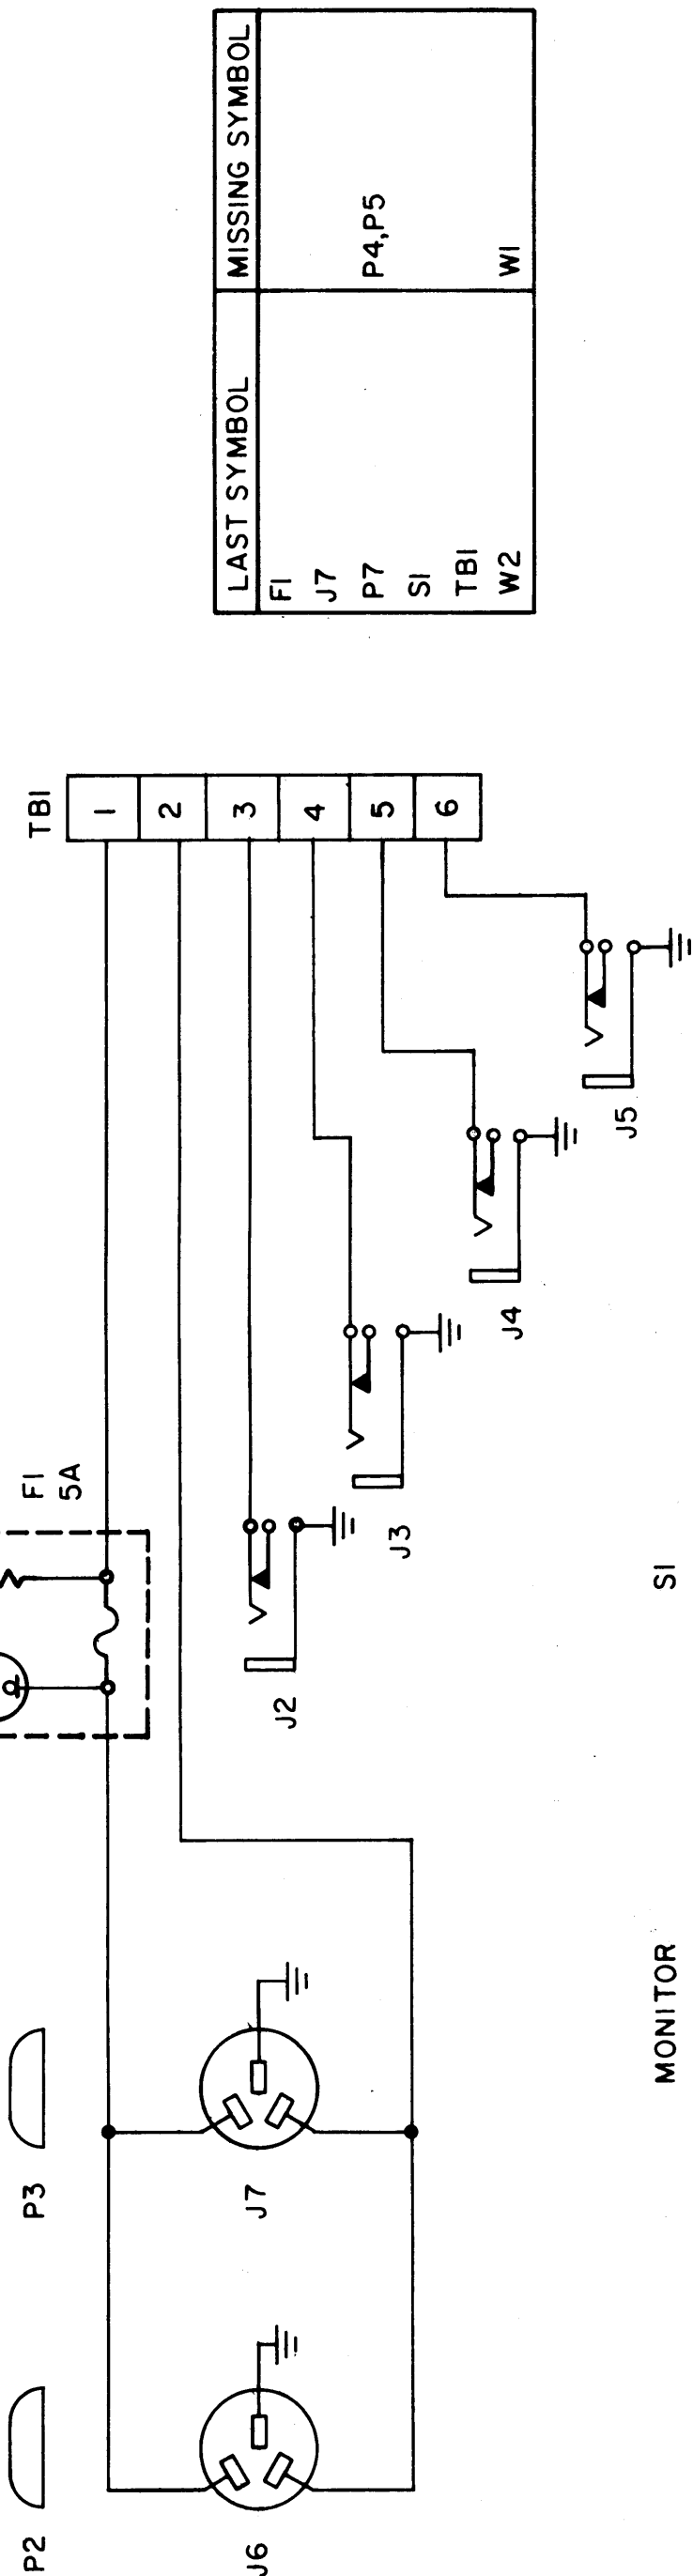 P2
P3
F1
5A
TB1
1
2
3
4
5
6
J6
J7
J2
J3
J4
J5
MONITOR
S1
LAST SYMBOL
MISSING SYMBOL
F1
J7
P7
P4,P5
S1
TB1
W2
W1